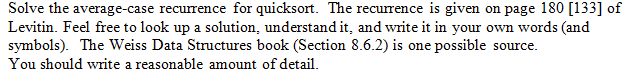 Solve the average-case recurrence for quicksort. The recurrence is given on page 180 [133] of
Levitin. Feel free to look up a solution, understand it, and write it in your own words (and
symbols). The Weiss Data Structures book (Section 8.6.2) is one possible source.
You should write a reasonable amount of detail.